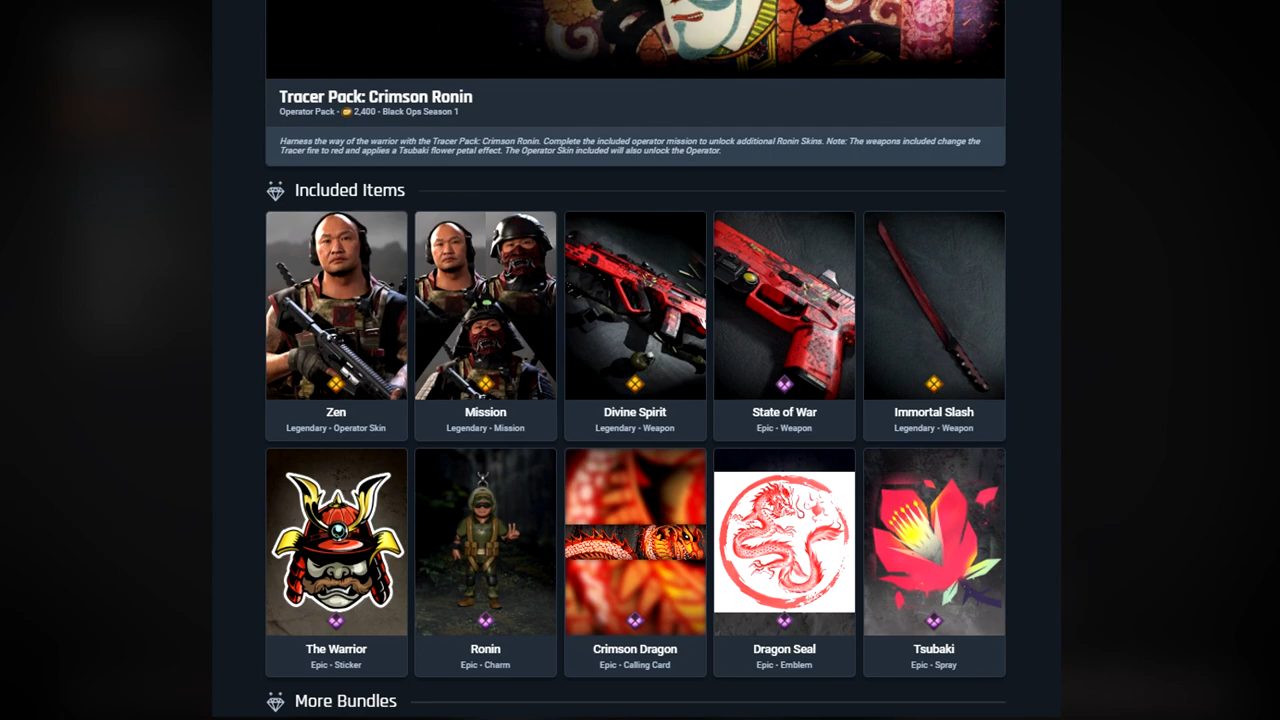 Tracer Pack: Crimson Ronin
Operator Pack - CP 2,400 - Black Ops Season 1
Harness the way of the warrior with the Tracer Pack: Crimson Ronin. Complete the included operator mission to unlock additional Ronin Skins. Note: The weapons included change the
Tracer fire to red and applies a Tsubaki flower petal effect. The Operator Skin included will also unlock the Operator.
Included Items
Zen
Legendary - Operator Skin
Mission
Legendary - Mission
Divine Spirit
Legendary - Weapon
State of War
Epic - Weapon
Immortal Slash
Legendary - Weapon
The Warrior
Epic - Sticker
Ronin
Epic - Charm
Crimson Dragon
Epic - Calling Card
Dragon Seal
Epic - Emblem
Tsubaki
Epic - Spray
More Bundles